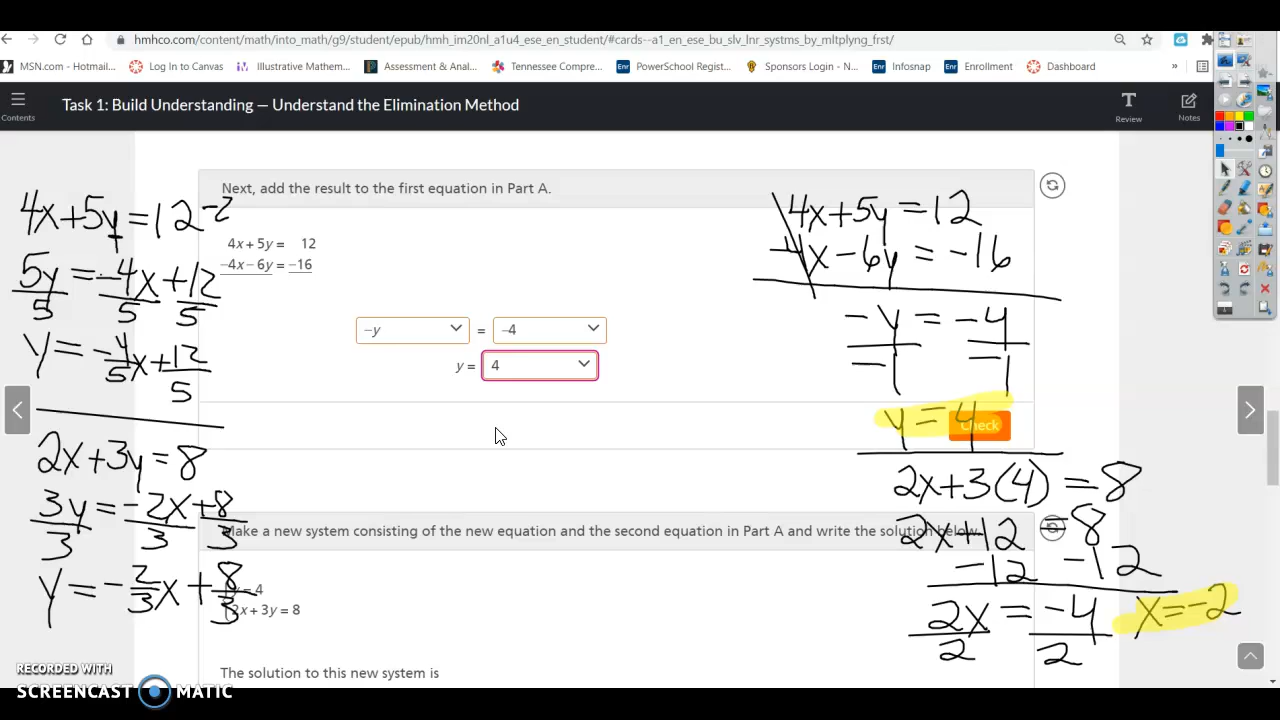 hmhco.com/content/math/into_math/g9/student/epub/hmh_im20nl_a1u4_ese_en_student/#cards--a1_en_ese_bu_slv_lnr_systms_by_mltplyng_frst/
MSN.com - Hotmail... Log In to Canvas Illustrative Mathem... Assessment & Anal... Tennessee Compre... Enr PowerSchool Regist... Sponsors Login - N... Enr Infosnap Enr Enrollment Dashboard »
Contents
Task 1: Build Understanding — Understand the Elimination Method
Review
Notes
Next, add the result to the first equation in Part A.
4x + 5y = 12
−4x − 6y = −16
−y = −4
y = 4
Check
Make a new system consisting of the new equation and the second equation in Part A and write the solution below.
y = 4
2x + 3y = 8
The solution to this new system is
4x+5y=12
5y = -4x+12
5 5 5
y = -4/5x+12/5
2x+3y=8
3y=-2x+8
3 3 3
y = -2/3x+8/3
4x+5y=12
-4x-6y=-16
-y=-4
-1 -1
y=4
2x+3(4)=8
2x+12=8
-12 -12
2x=-4 x=-2
2 2
RECORDED WITH
SCREENCAST MATIC